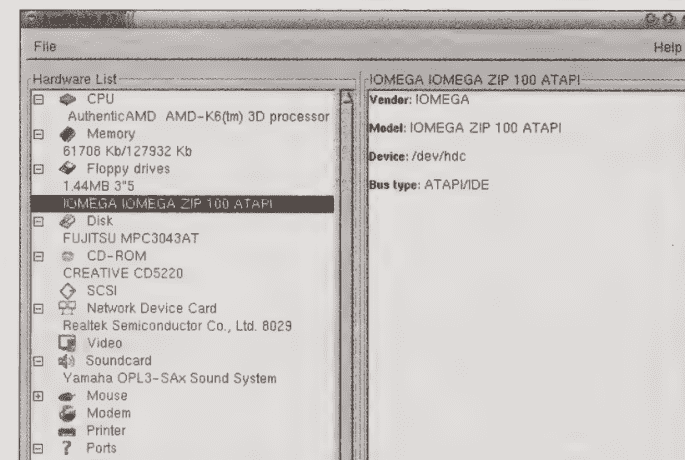 File
Help
Hardware List
CPU
AuthenticAMD AMD-K6(tm) 3D processor
Memory
61708 Kb/127932 Kb
Floppy drives
1.44MB 3"5
IOMEGA IOMEGA ZIP 100 ATAPI
Disk
FUJITSU MPC3043AT
CD-ROM
CREATIVE CD5220
SCSI
Network Device Card
Realtek Semiconductor Co., Ltd. 8029
Video
Soundcard
Yamaha OPL3-SAx Sound System
Mouse
Modem
Printer
Ports
IOMEGA IOMEGA ZIP 100 ATAPI
Vendor: IOMEGA
Model: IOMEGA ZIP 100 ATAPI
Device: /dev/hdc
Bus type: ATAPI/IDE